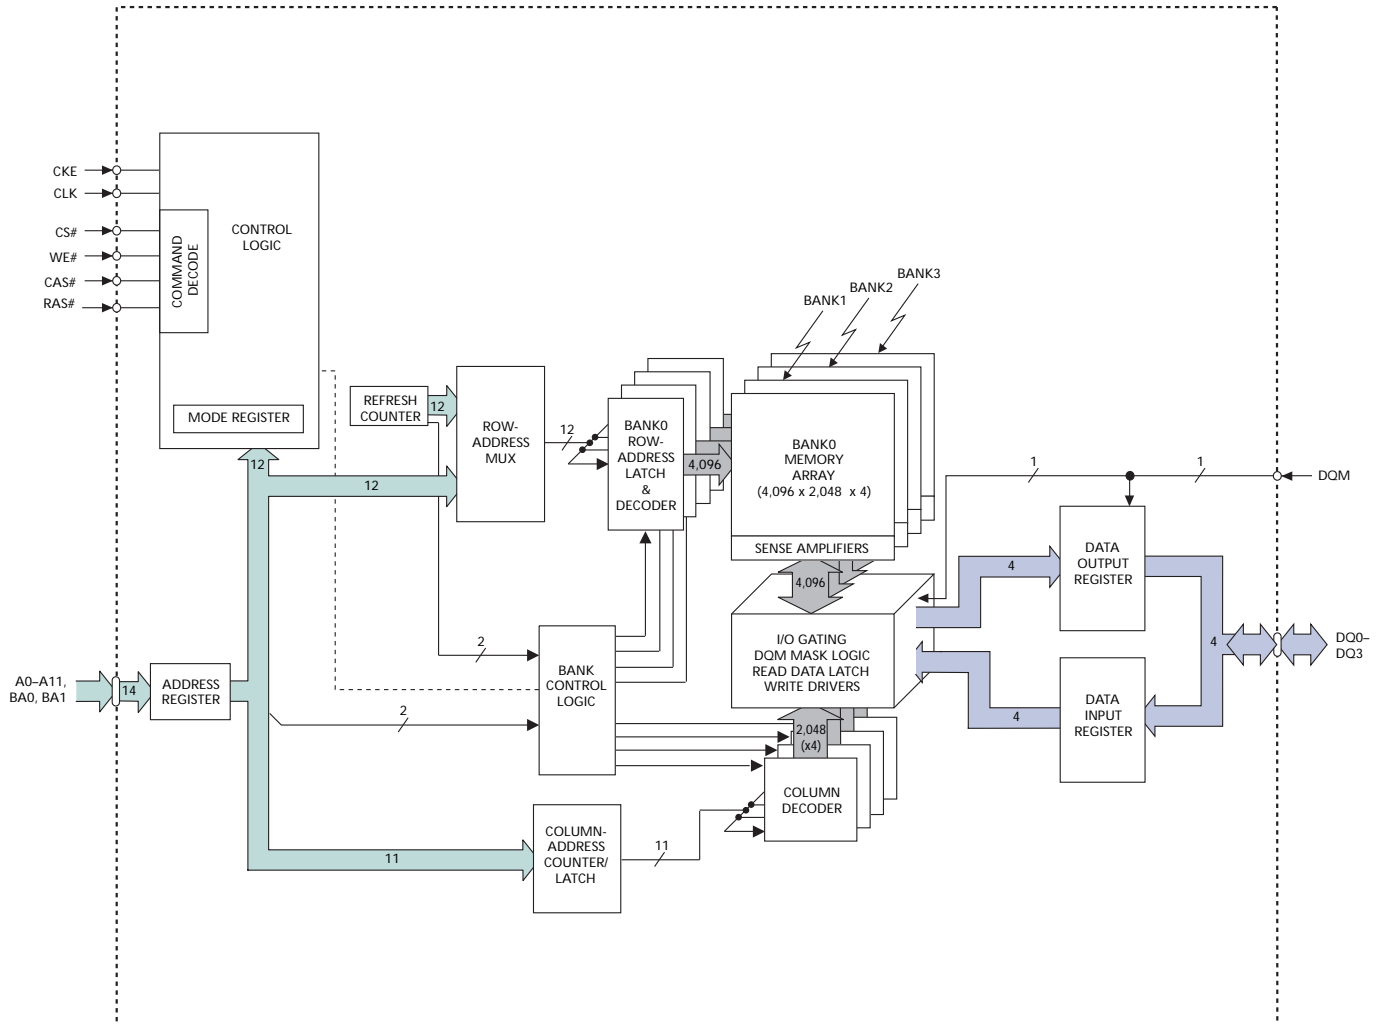 CKE
CLK
CS#
WE#
CAS#
RAS#
COMMAND
DECODE
CONTROL
LOGIC
MODE REGISTER
12
12
REFRESH
COUNTER
12
ROW-
ADDRESS
MUX
12
BANK0
ROW-
ADDRESS
LATCH
&
DECODER
4,096
BANK1
BANK2
BANK3
BANK0
MEMORY
ARRAY
(4,096 x 2,048 x 4)
SENSE AMPLIFIERS
4,096
I/O GATING
DQM MASK LOGIC
READ DATA LATCH
WRITE DRIVERS
2,048
(x4)
COLUMN
DECODER
1
1
DQM
DATA
OUTPUT
REGISTER
4
4
DQ0–
DQ3
DATA
INPUT
REGISTER
4
A0–A11,
BA0, BA1
14
ADDRESS
REGISTER
2
2
BANK
CONTROL
LOGIC
11
COLUMN-
ADDRESS
COUNTER/
LATCH
11